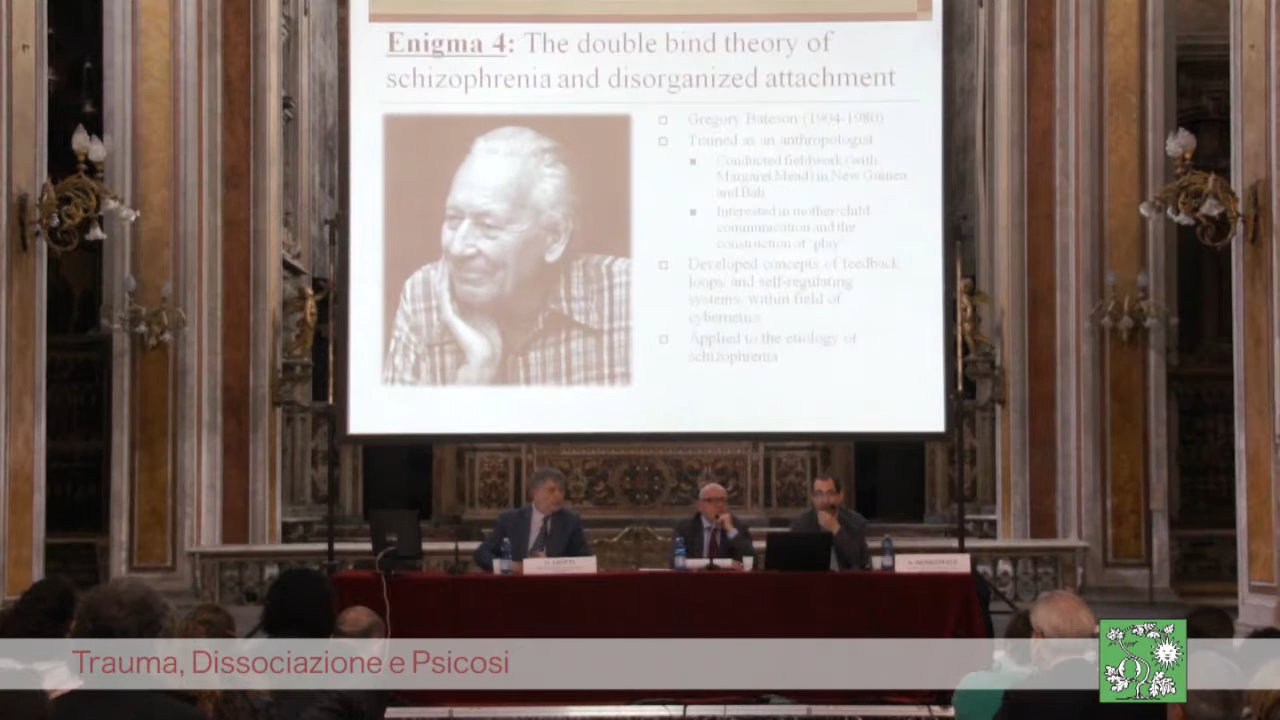 Enigma 4: The double bind theory of
schizophrenia and disorganized attachment
Gregory Bateson (1904-1980)
Trained as an anthropologist
Conducted fieldwork (with
Margaret Mead) in New Guinea
and Bali
Interested in mother-child
communication and the
construction of "play"
Developed concepts of feedback
loops and self-regulating
systems within field of
cybernetics
Applied to the etiology of
schizophrenia
Trauma, Dissociazione e Psicosi